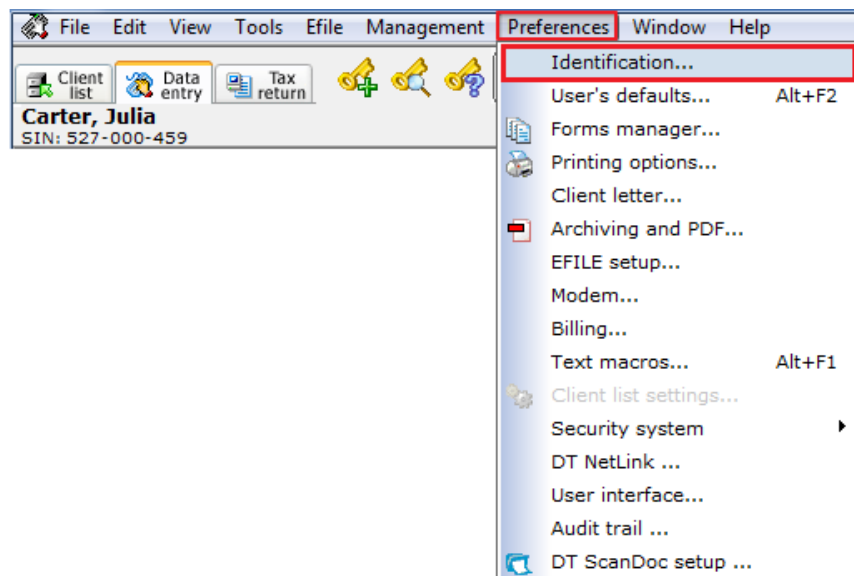 File Edit View Tools Efile Management Preferences Window Help
Client list
Data entry
Tax return
Carter, Julia
SIN: 527-000-459
Identification...
User's defaults... Alt+F2
Forms manager...
Printing options...
Client letter...
Archiving and PDF...
EFILE setup...
Modem...
Billing...
Text macros... Alt+F1
Client list settings...
Security system
DT NetLink ...
User interface...
Audit trail ...
DT ScanDoc setup ...